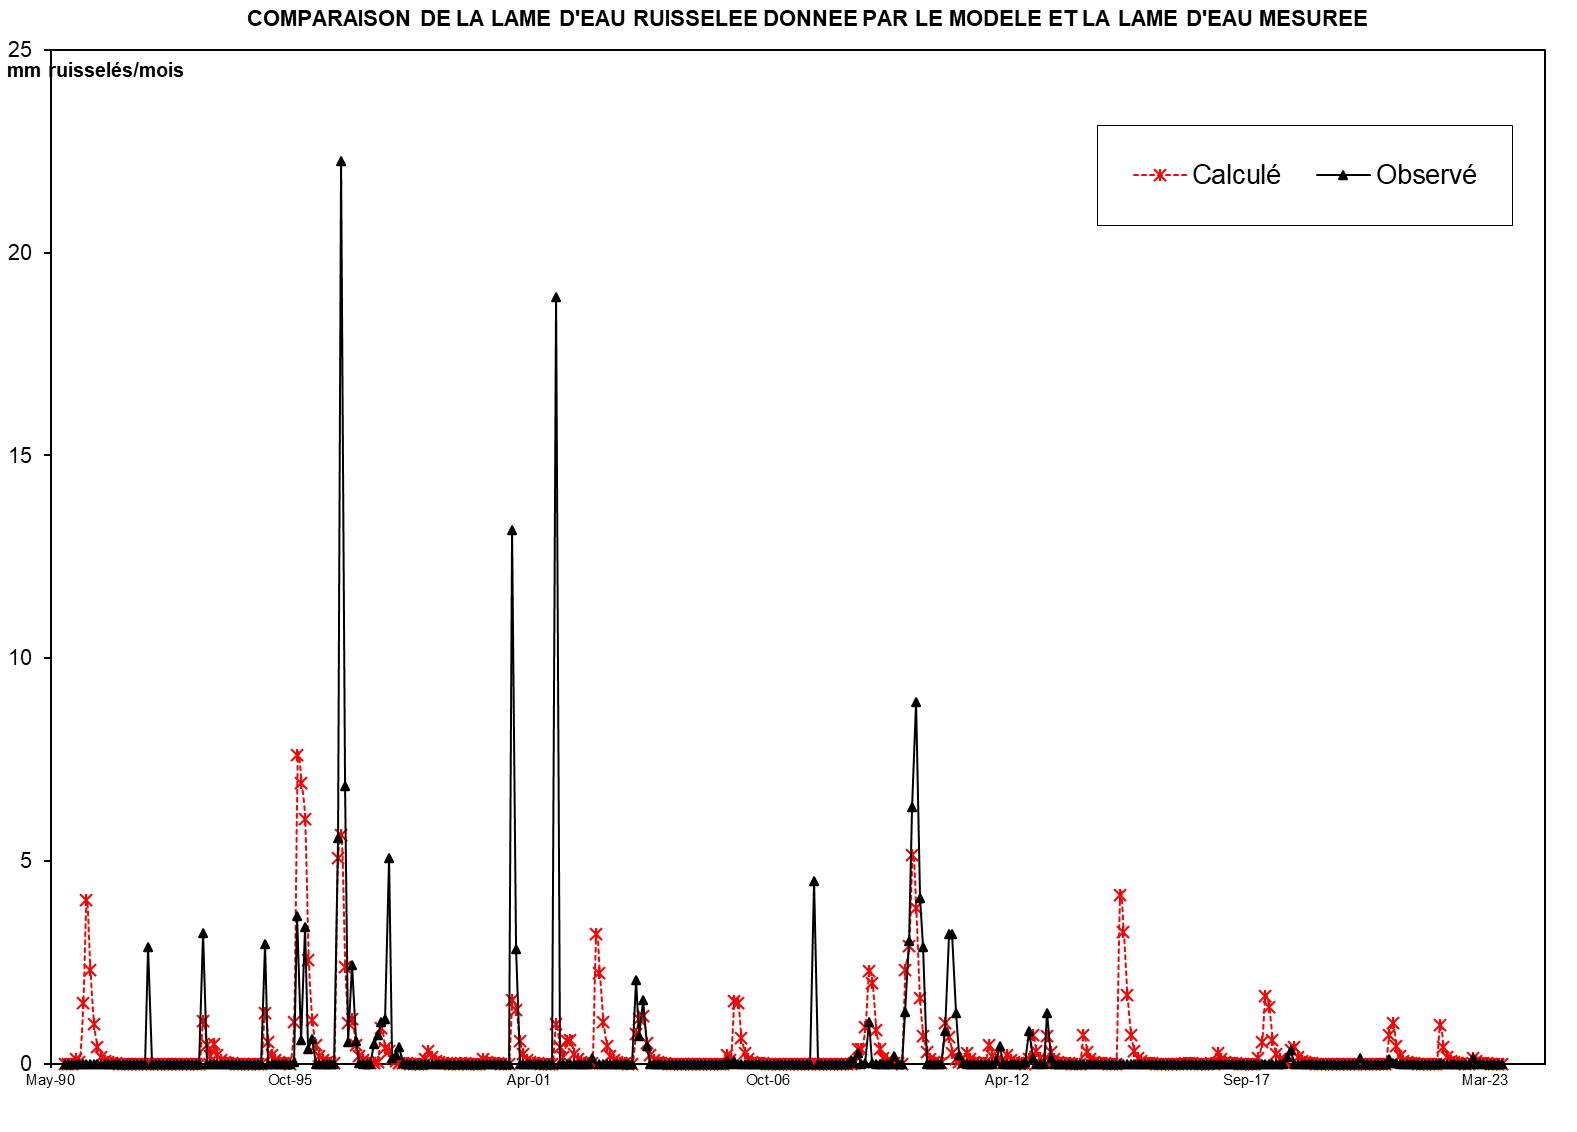 COMPARAISON DE LA LAME D'EAU RUISSELEE DONNEE PAR LE MODELE ET LA LAME D'EAU MESUREE
25
mm ruisselés/mois
Calculé Observé
20
15
10
5
0
May-90 Oct-95 Apr-01 Oct-06 Apr-12 Sep-17 Mar-23